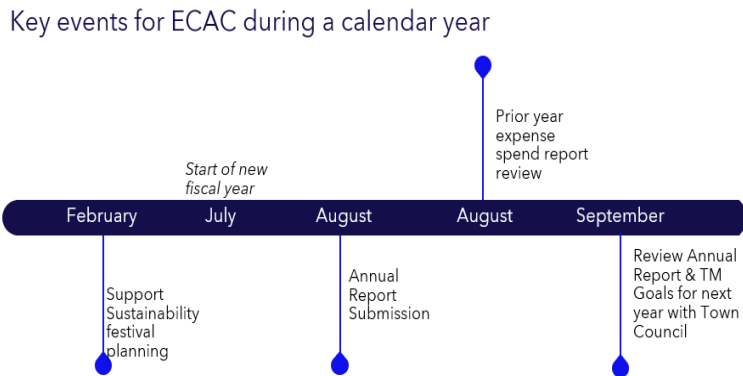 Key events for ECAC during a calendar year
Prior year
expense
spend report
review
Start of new
fiscal year
February
July
August
August
September
Support
Sustainability
festival
planning
Annual
Report
Submission
Review Annual
Report & TM
Goals for next
year with Town
Council